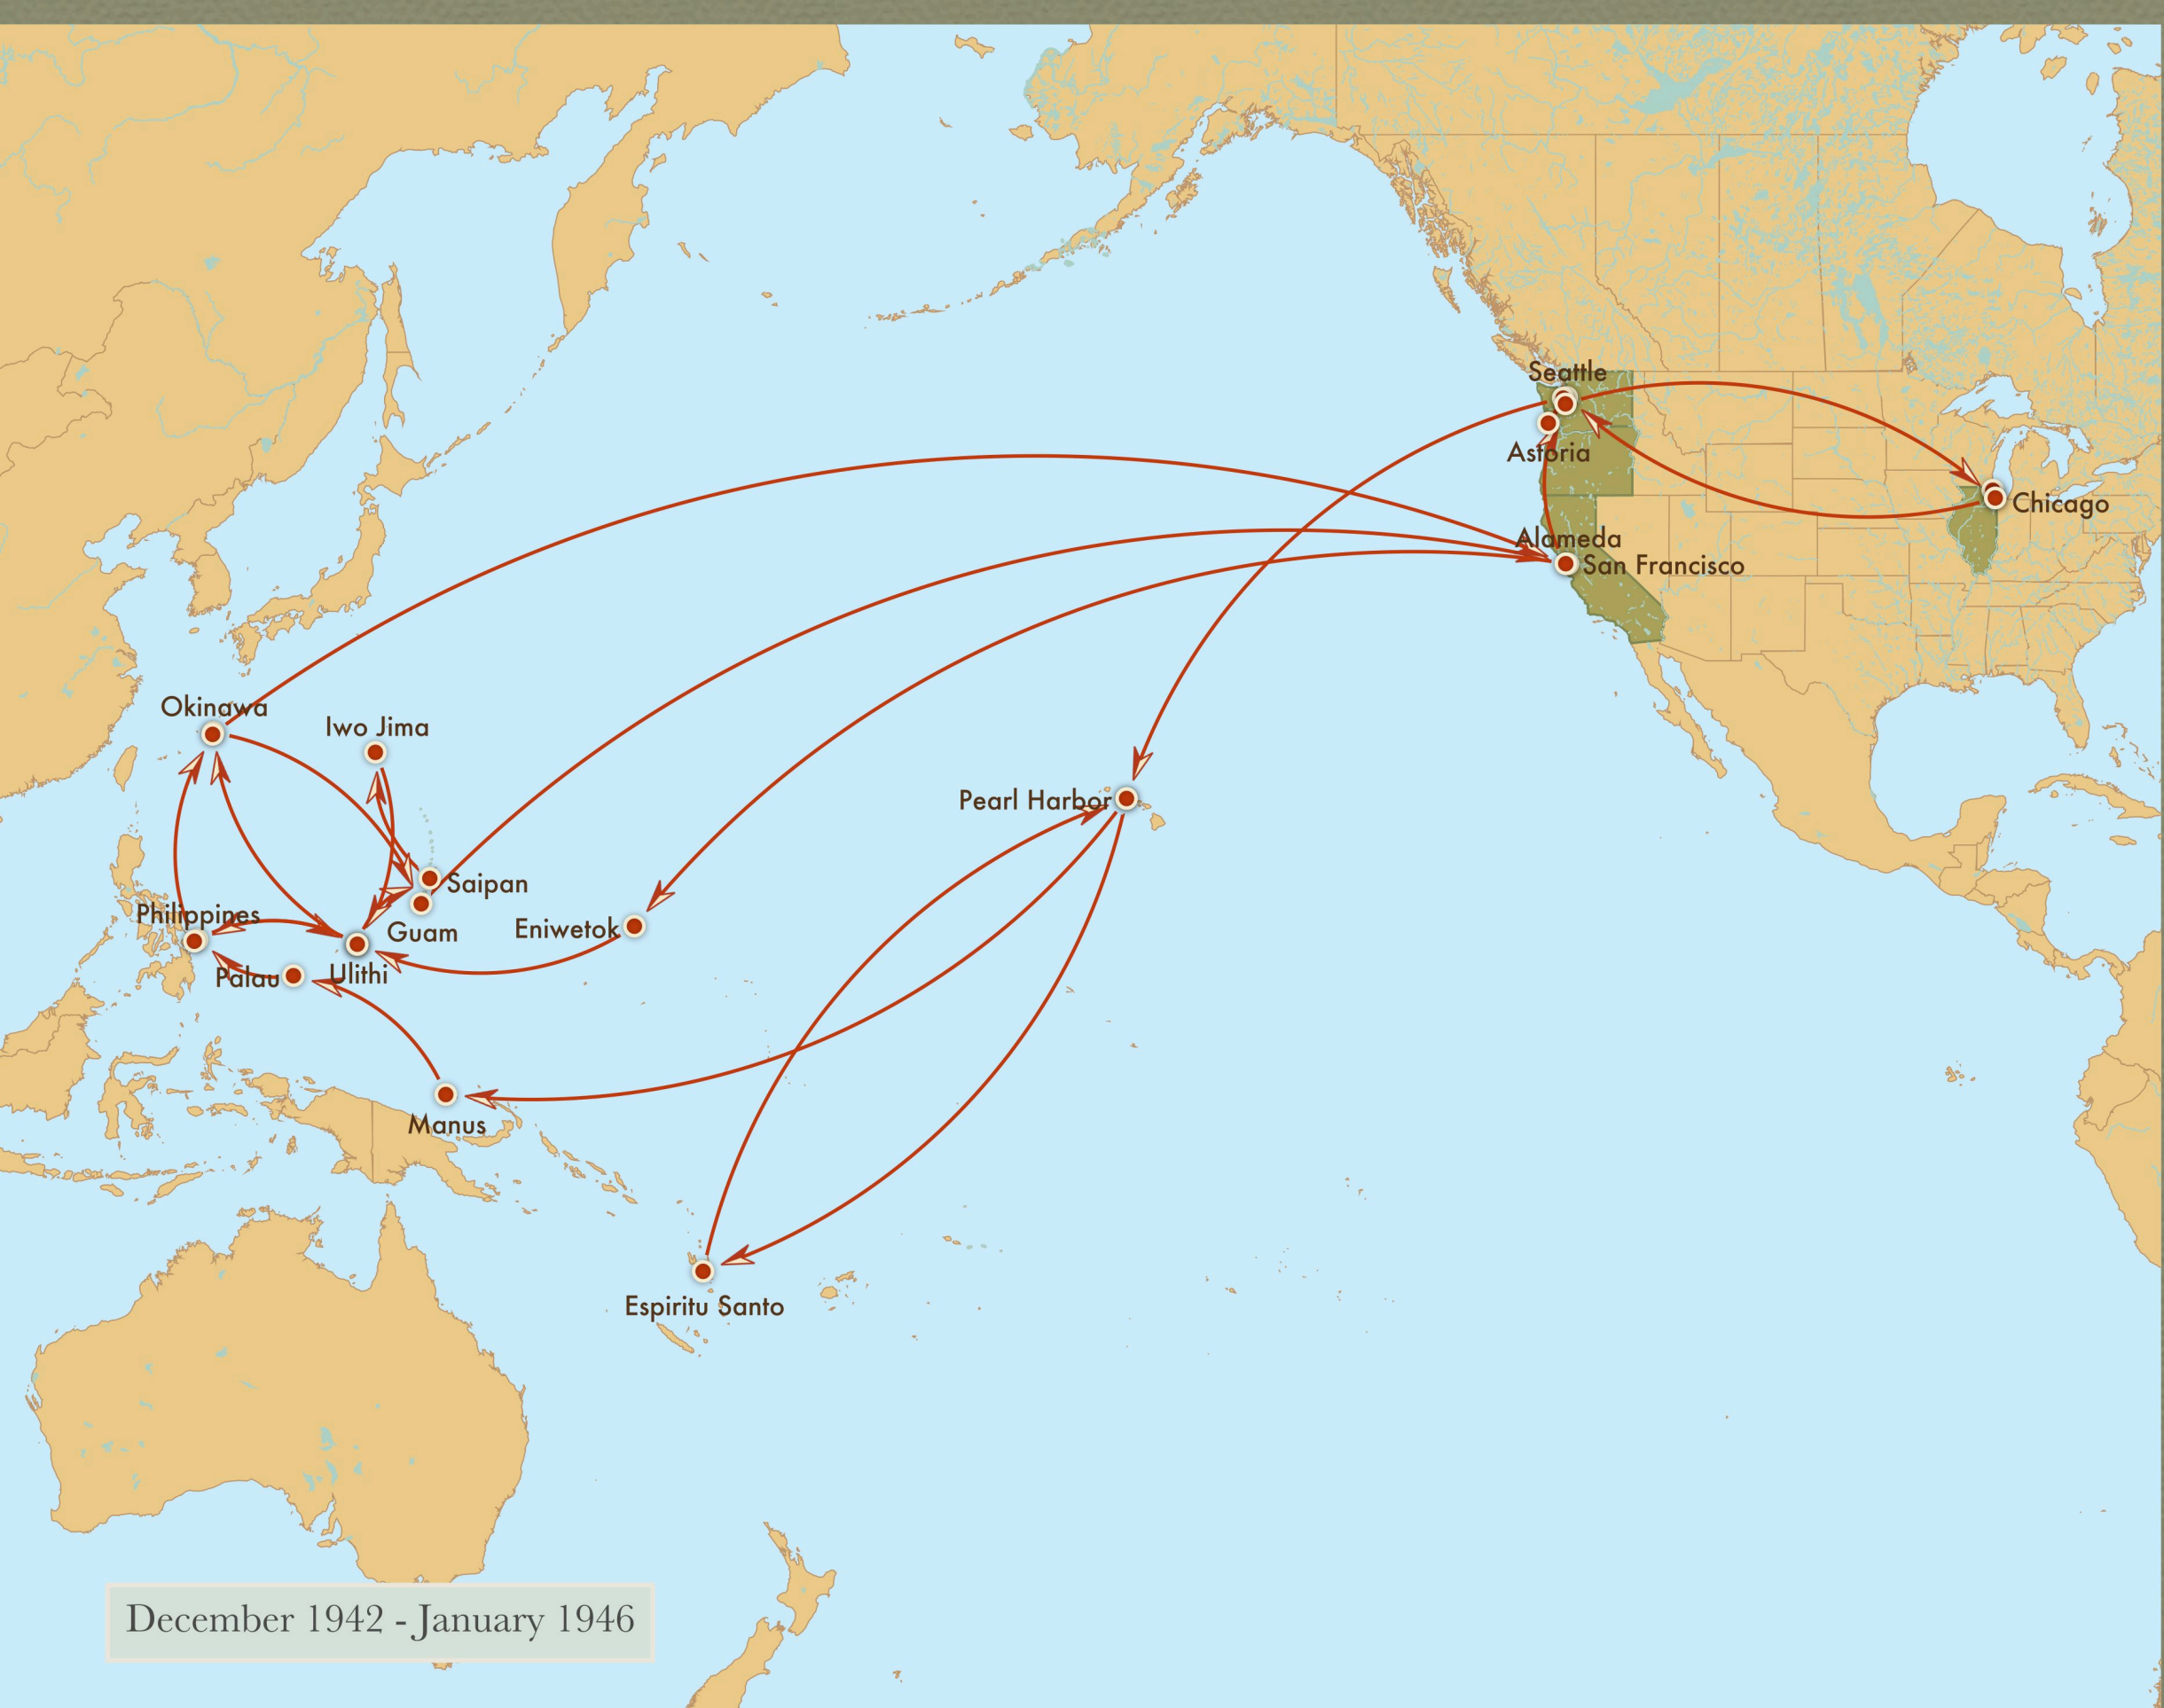 Seattle
Astoria
Chicago
Alameda
San Francisco
Okinawa
Iwo Jima
Pearl Harbor
Saipan
Philippines
Guam
Eniwetok
Palau
Ulithi
Manus
Espiritu Santo
December 1942 - January 1946